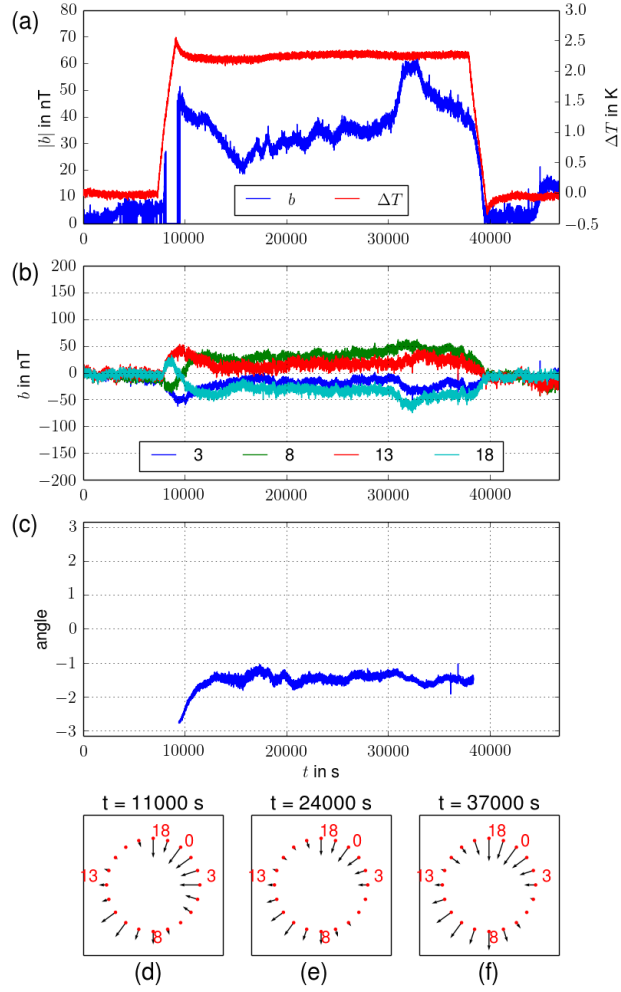 (a)
80
70
60
50
40
30
20
10
0
|b| in nT
3.0
2.5
2.0
1.5
1.0
0.5
0.0
−0.5
ΔT in K
b ΔT
0 10000 20000 30000 40000
(b)
200
150
100
50
0
−50
−100
−150
−200
b in nT
3 8 13 18
0 10000 20000 30000 40000
(c)
3
2
1
0
−1
−2
−3
angle
0 10000 20000 30000 40000
t in s
t = 11000 s t = 24000 s t = 37000 s
18 0 18 0 18 0
13 3 13 3 13 3
8 8 8
(d) (e) (f)